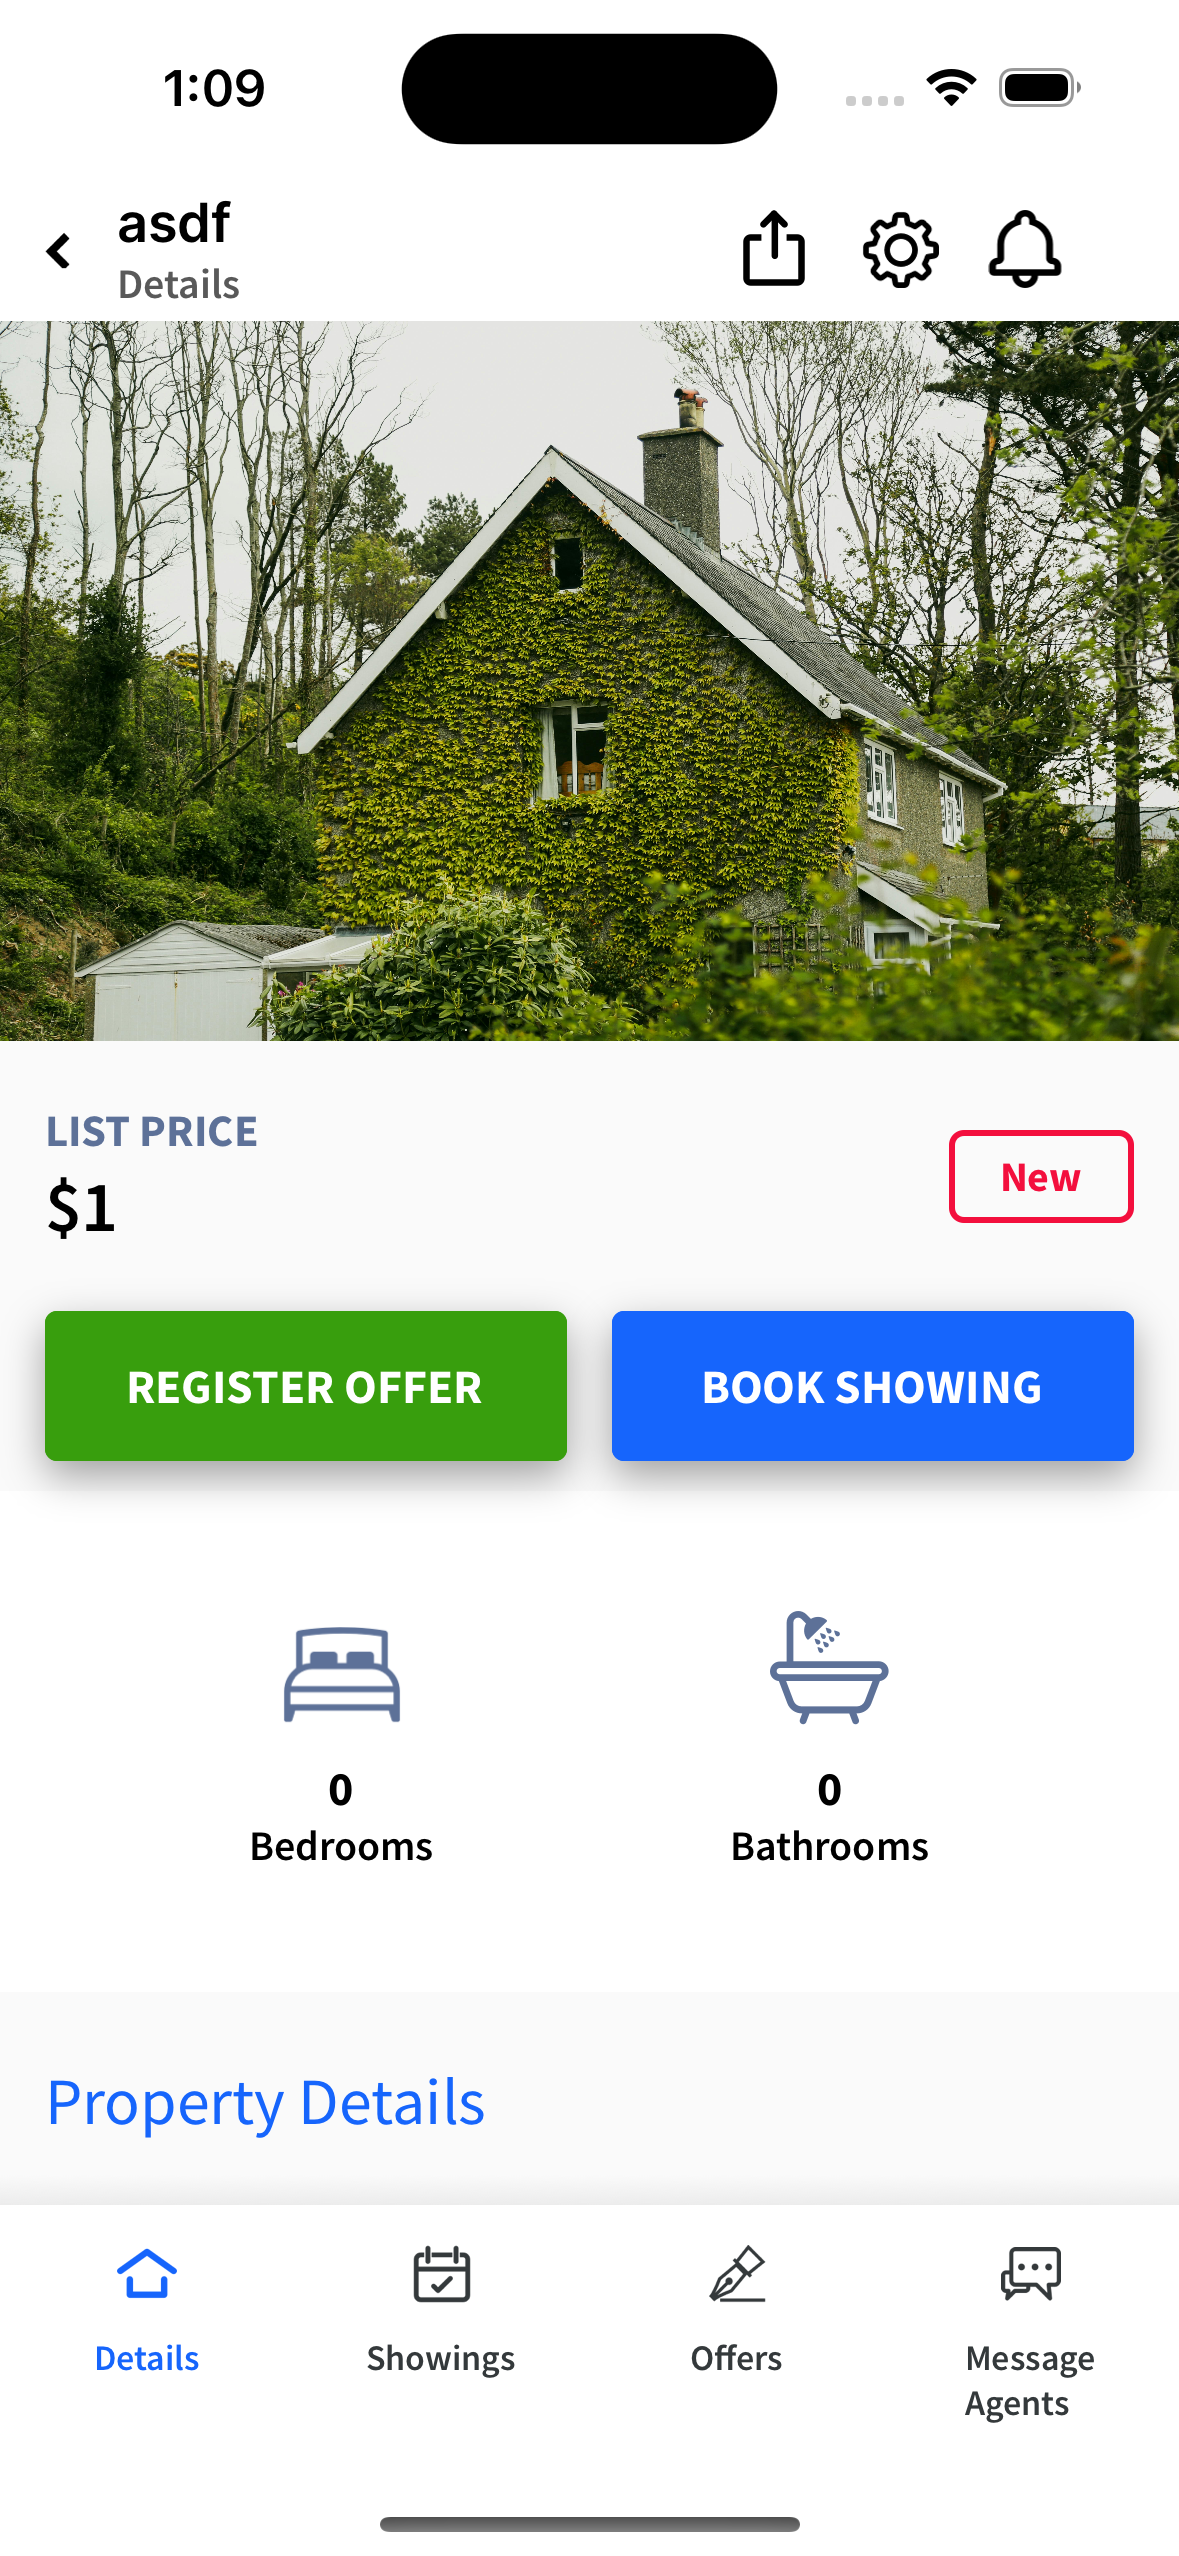 1:09
asdf
Details
LIST PRICE
$1
New
REGISTER OFFER
BOOK SHOWING
0
Bedrooms
0
Bathrooms
Property Details
Details
Showings
Offers
Message
Agents